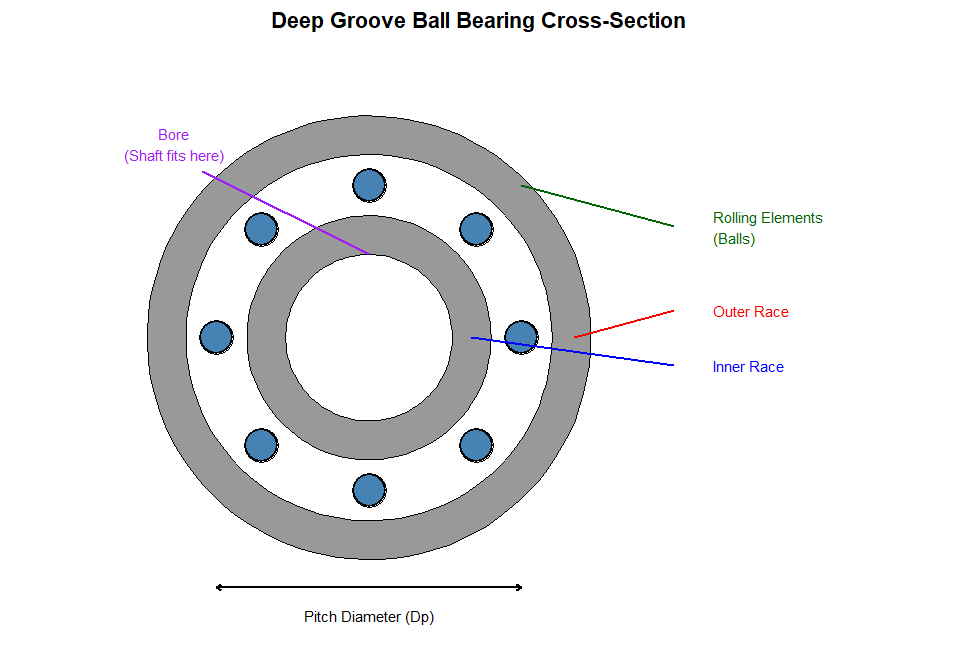 Deep Groove Ball Bearing Cross-Section
Bore
(Shaft fits here)
Rolling Elements
(Balls)
Outer Race
Inner Race
Pitch Diameter (Dp)